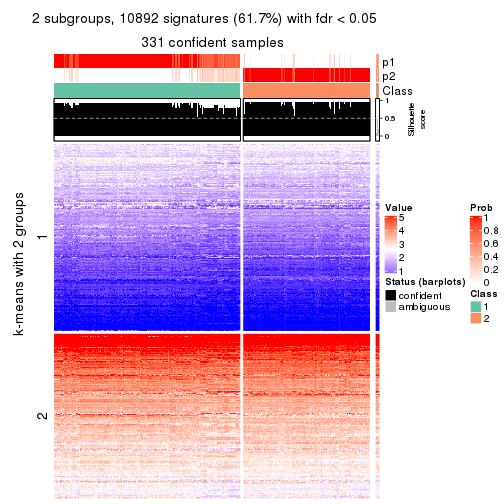 2 subgroups, 10892 signatures (61.7%) with fdr < 0.05
331 confident samples
p1
p2
Class
1
0.5
0
Silhouette
score
k-means with 2 groups
1
2
Value
5
4
3
2
1
Status (barplots)
confident
ambiguous
Prob
1
0.8
0.6
0.4
0.2
0
Class
1
2